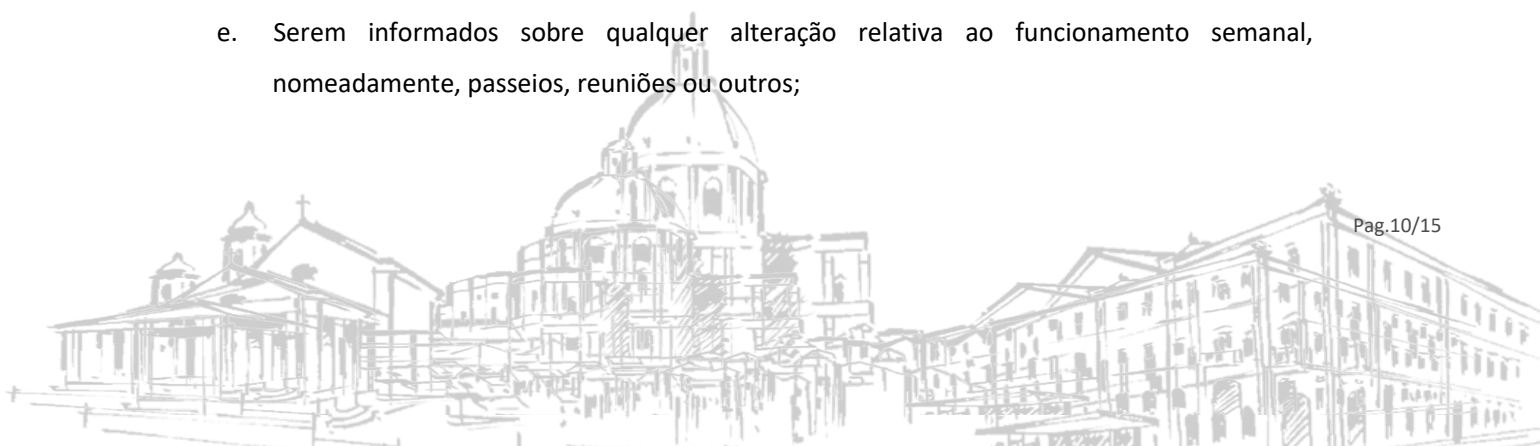 e. Serem informados sobre qualquer alteração relativa ao funcionamento semanal,
nomeadamente, passeios, reuniões ou outros;
Pag.10/15